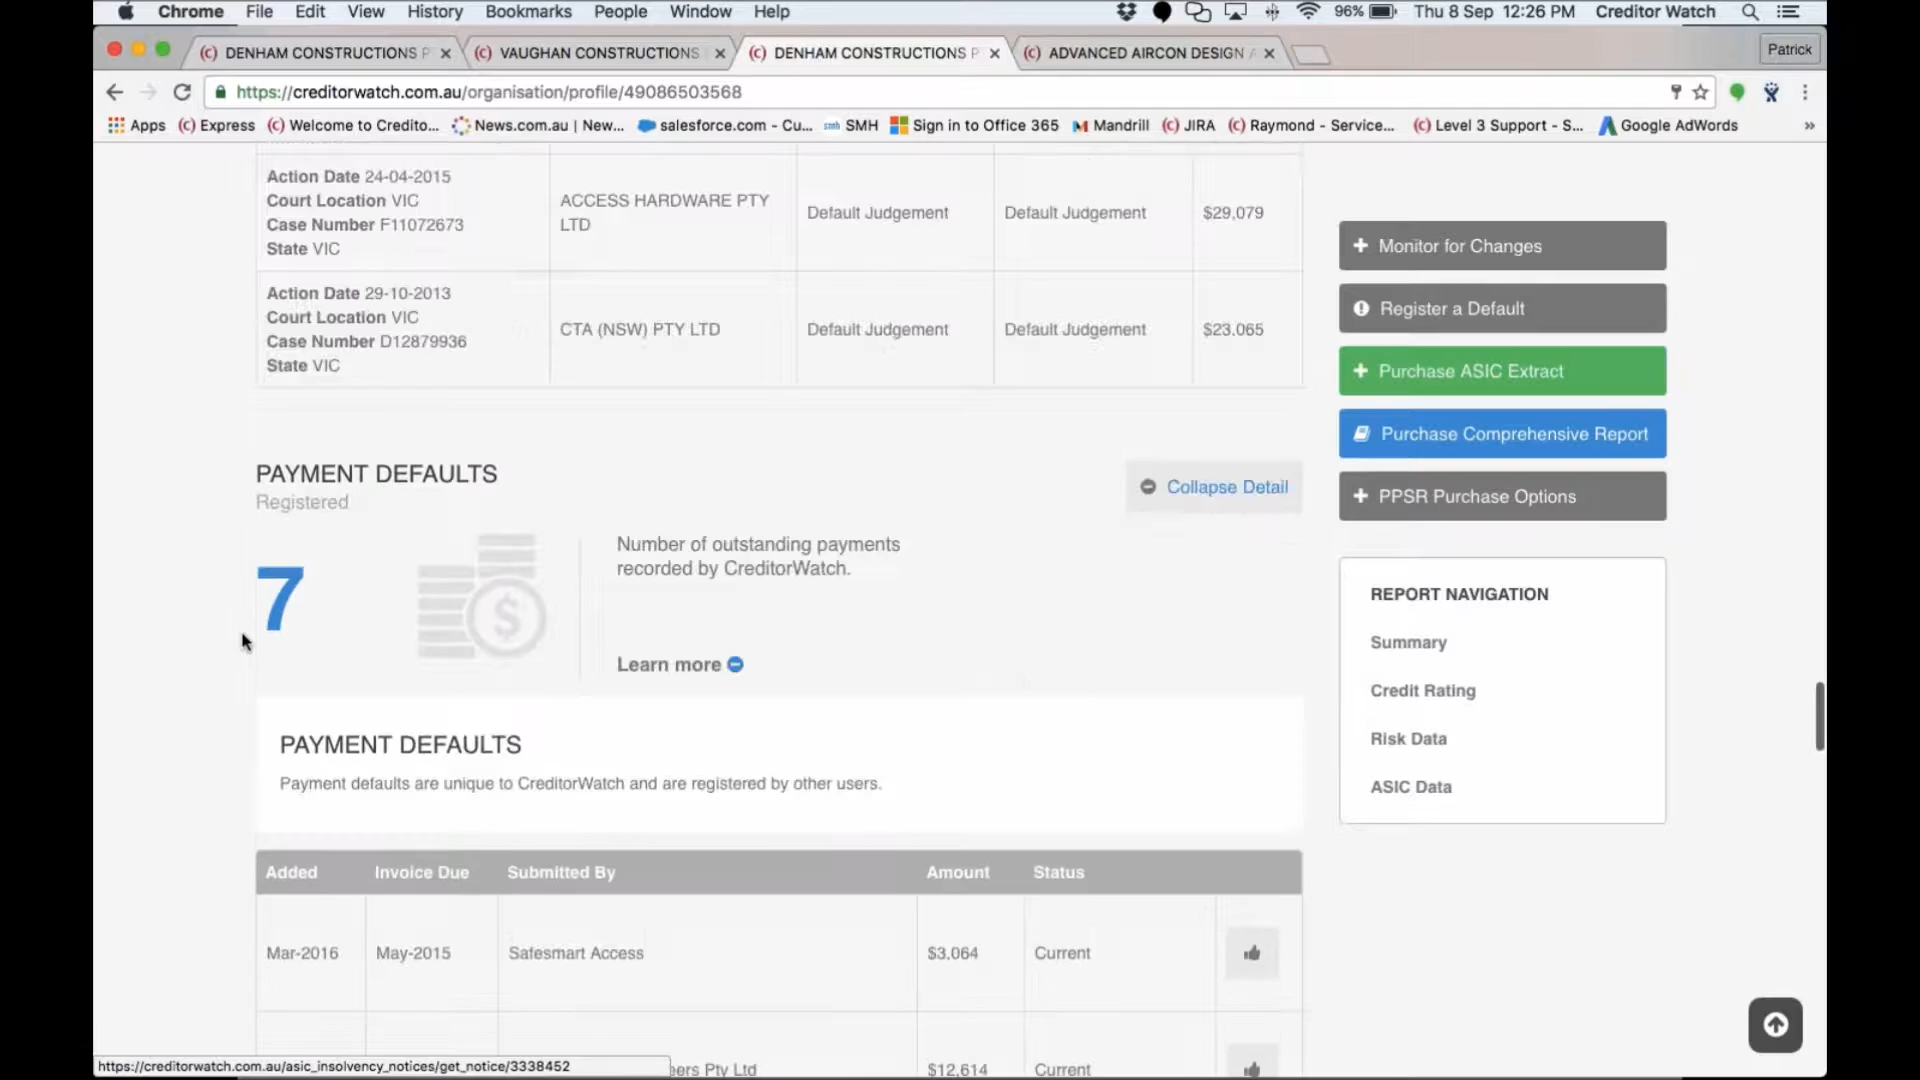 Chrome File Edit View History Bookmarks People Window Help 96% Thu 8 Sep 12:26 PM Creditor Watch
DENHAM CONSTRUCTIONS P VAUGHAN CONSTRUCTIONS DENHAM CONSTRUCTIONS P ADVANCED AIRCON DESIGN Patrick
https://creditorwatch.com.au/organisation/profile/49086503568
Apps (c) Express (c) Welcome to Credito... News.com.au | New... salesforce.com - Cu... smh SMH Sign in to Office 365 Mandrill (c) JIRA (c) Raymond - Service... (c) Level 3 Support - S... Google AdWords »
Action Date 24-04-2015
Court Location VIC
Case Number F11072673
State VIC
ACCESS HARDWARE PTY
LTD
Default Judgement
Default Judgement
$29,079
Action Date 29-10-2013
Court Location VIC
Case Number D12879936
State VIC
CTA (NSW) PTY LTD
Default Judgement
Default Judgement
$23,065
Monitor for Changes
Register a Default
Purchase ASIC Extract
Purchase Comprehensive Report
PPSR Purchase Options
PAYMENT DEFAULTS
Registered
Collapse Detail
7
Number of outstanding payments
recorded by CreditorWatch.
Learn more
REPORT NAVIGATION
Summary
Credit Rating
Risk Data
ASIC Data
PAYMENT DEFAULTS
Payment defaults are unique to CreditorWatch and are registered by other users.
Added Invoice Due Submitted By Amount Status
Mar-2016 May-2015 Safesmart Access $3,064 Current
eers Pty Ltd $12,614 Current
https://creditorwatch.com.au/asic_insolvency_notices/get_notice/3338452